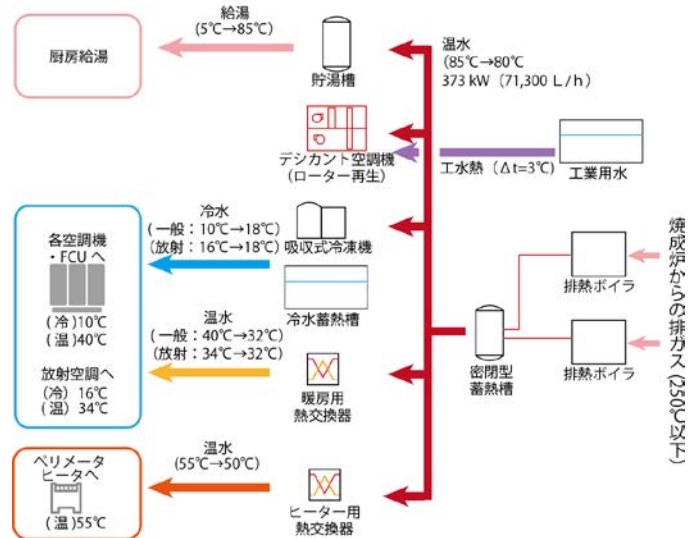 給湯
(5℃→85℃)
厨房給湯
貯湯槽
温水
(85℃→80℃
373 kW（71,300 L/h）
デシカント空調機
(ローター再生)
工水熱（Δt=3℃）
工業用水
冷水
(一般：10℃→18℃)
(放射：16℃→18℃)
吸収式冷凍機
各空調機
・FCUへ
(冷)10℃
(温)40℃
冷水蓄熱槽
温水
(一般：40℃→32℃)
(放射：34℃→32℃)
放射空調へ
(冷) 16℃
(温) 34℃
暖房用
熱交換器
密閉型
蓄熱槽
排熱ボイラ
排熱ボイラ
焼成炉からの排ガス(250℃以下)
ペリメータ
ヒータへ
(温)55℃
温水
(55℃→50℃)
ヒーター用
熱交換器